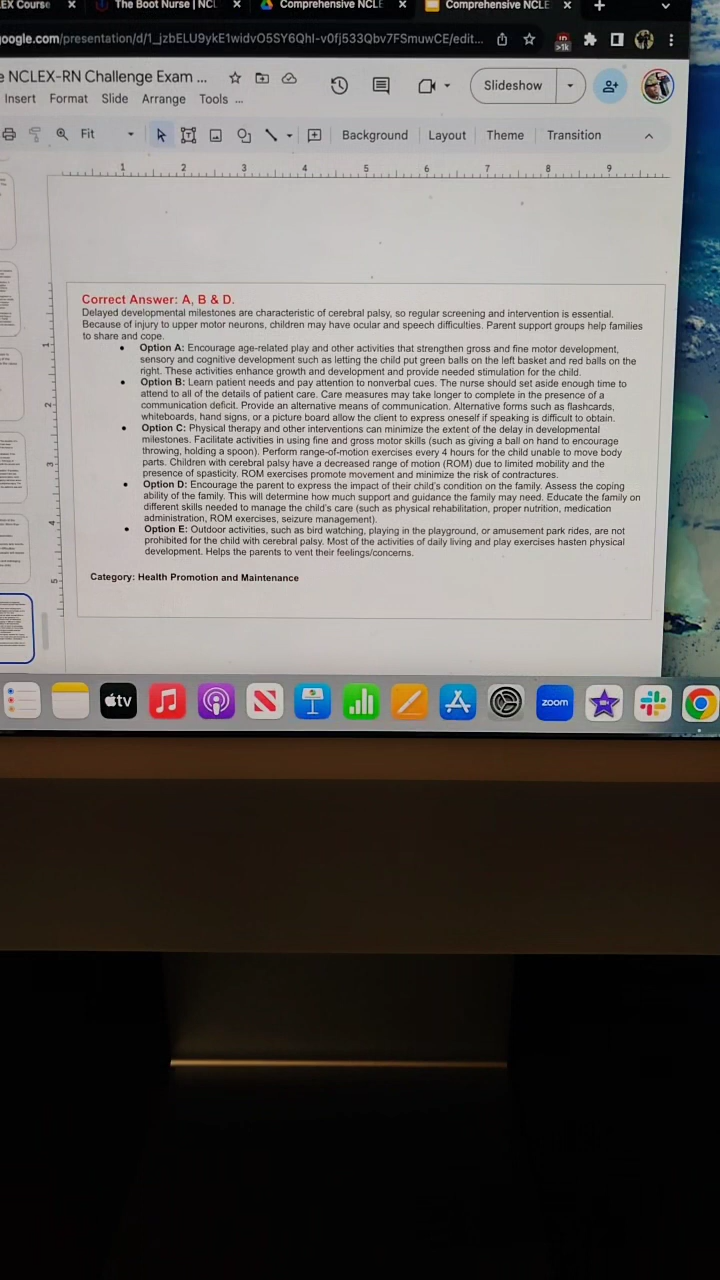 EX Course
The Boot Nurse | NCL
Comprehensive NCLE
Comprehensive NCLE
google.com/presentation/d/1_jzbELU9ykE1widvO5SY6QhI-v0fj533Qbv7FSmuwCE/edit...
>1k
e NCLEX-RN Challenge Exam ...
Slideshow
Insert Format Slide Arrange Tools ...
Fit
Background Layout Theme Transition
1 2 3 4 5 6 7 8 9
Correct Answer: A, B & D.
Delayed developmental milestones are characteristic of cerebral palsy, so regular screening and intervention is essential.
Because of injury to upper motor neurons, children may have ocular and speech difficulties. Parent support groups help families
to share and cope.
• Option A: Encourage age-related play and other activities that strengthen gross and fine motor development,
sensory and cognitive development such as letting the child put green balls on the left basket and red balls on the
right. These activities enhance growth and development and provide needed stimulation for the child.
• Option B: Learn patient needs and pay attention to nonverbal cues. The nurse should set aside enough time to
attend to all of the details of patient care. Care measures may take longer to complete in the presence of a
communication deficit. Provide an alternative means of communication. Alternative forms such as flashcards,
whiteboards, hand signs, or a picture board allow the client to express oneself if speaking is difficult to obtain.
• Option C: Physical therapy and other interventions can minimize the extent of the delay in developmental
milestones. Facilitate activities in using fine and gross motor skills (such as giving a ball on hand to encourage
throwing, holding a spoon). Perform range-of-motion exercises every 4 hours for the child unable to move body
parts. Children with cerebral palsy have a decreased range of motion (ROM) due to limited mobility and the
presence of spasticity. ROM exercises promote movement and minimize the risk of contractures.
• Option D: Encourage the parent to express the impact of their child's condition on the family. Assess the coping
ability of the family. This will determine how much support and guidance the family may need. Educate the family on
different skills needed to manage the child's care (such as physical rehabilitation, proper nutrition, medication
administration, ROM exercises, seizure management).
• Option E: Outdoor activities, such as bird watching, playing in the playground, or amusement park rides, are not
prohibited for the child with cerebral palsy. Most of the activities of daily living and play exercises hasten physical
development. Helps the parents to vent their feelings/concerns.
Category: Health Promotion and Maintenance
1
2
3
4
5
tv
zoom